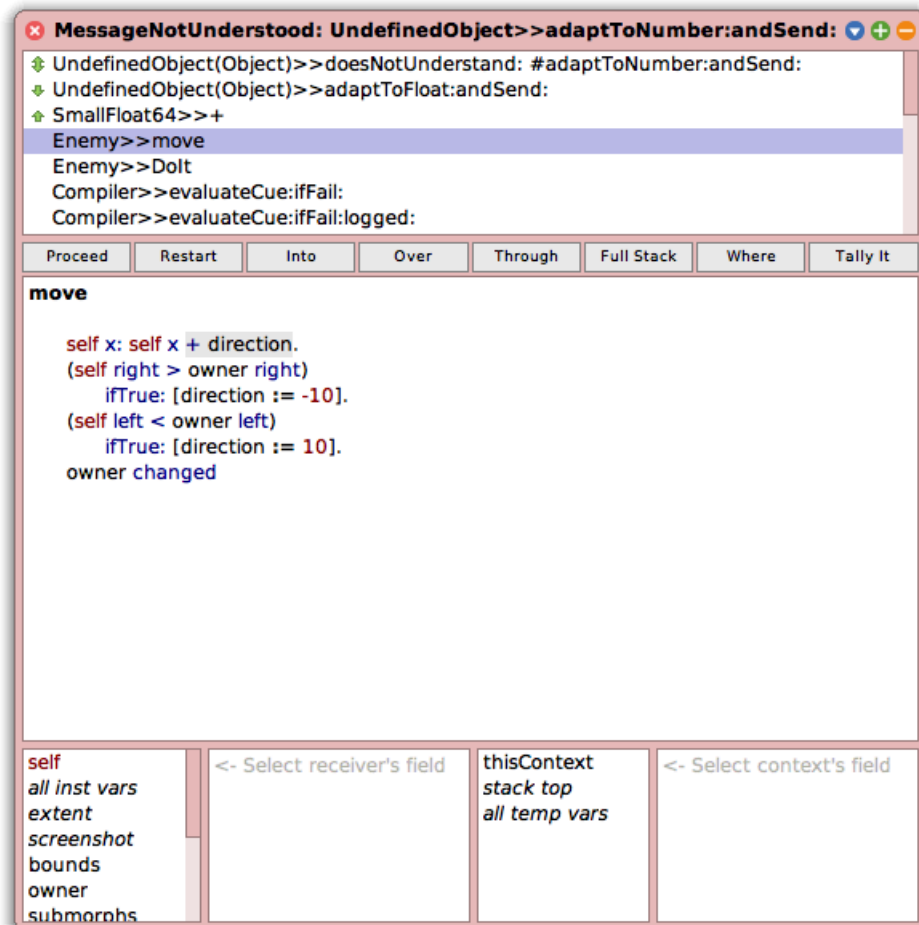 MessageNotUnderstood: UndefinedObject>>adaptToNumber:andSend:
UndefinedObject(Object)>>doesNotUnderstand: #adaptToNumber:andSend:
UndefinedObject(Object)>>adaptToFloat:andSend:
SmallFloat64>>+
Enemy>>move
Enemy>>DoIt
Compiler>>evaluateCue:ifFail:
Compiler>>evaluateCue:ifFail:logged:
Proceed Restart Into Over Through Full Stack Where Tally It
move
self x: self x + direction.
(self right > owner right)
ifTrue: [direction := -10].
(self left < owner left)
ifTrue: [direction := 10].
owner changed
self
all inst vars
extent
screenshot
bounds
owner
submorphs
<- Select receiver's field
thisContext
stack top
all temp vars
<- Select context's field